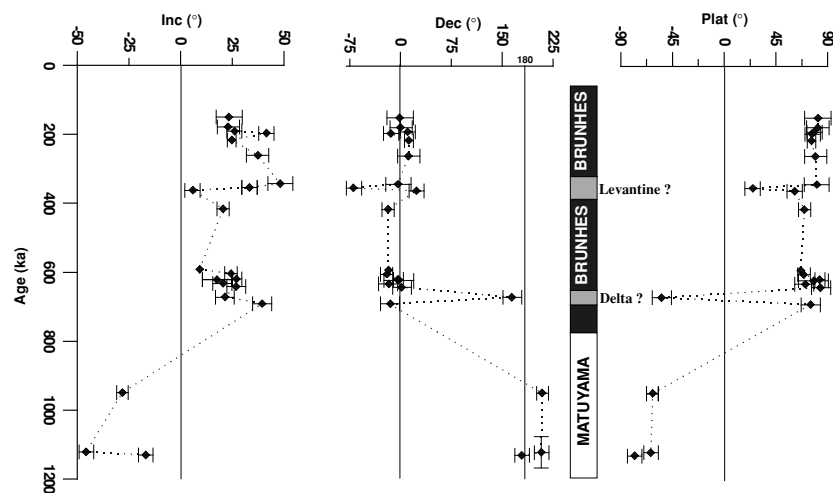 Inc (°)
Dec (°)
Plat (°)
-50 -25 0 25 50
-75 0 75 180 225
-90 -45 0 45 90
Age (ka)
0
200
400
600
800
1000
1200
BRUNHES
Levantine ?
BRUNHES
Delta ?
MATUYAMA